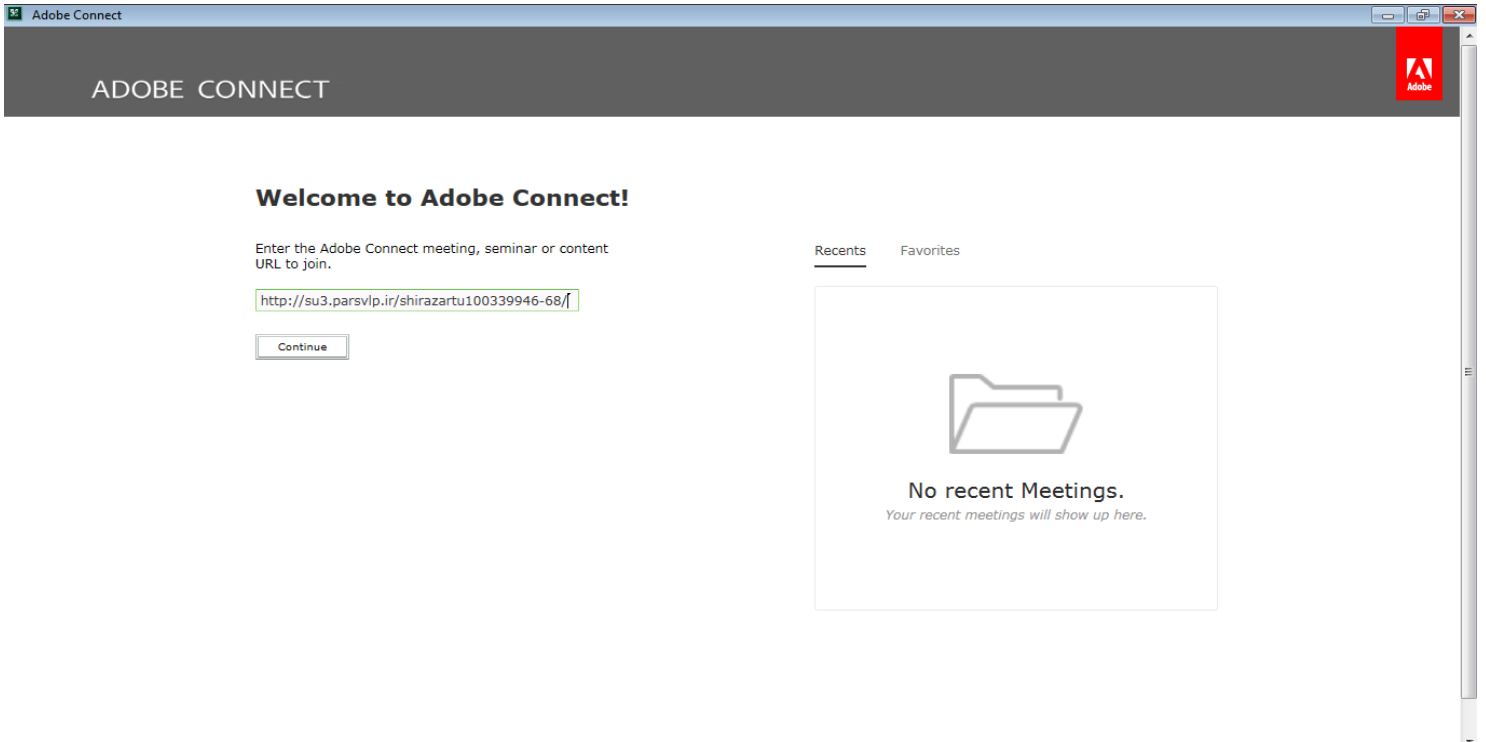 Adobe Connect
ADOBE CONNECT
Adobe
Welcome to Adobe Connect!
Enter the Adobe Connect meeting, seminar or content
URL to join.
http://su3.parsvlp.ir/shirazartu100339946-68/
Continue
Recents
Favorites
No recent Meetings.
Your recent meetings will show up here.